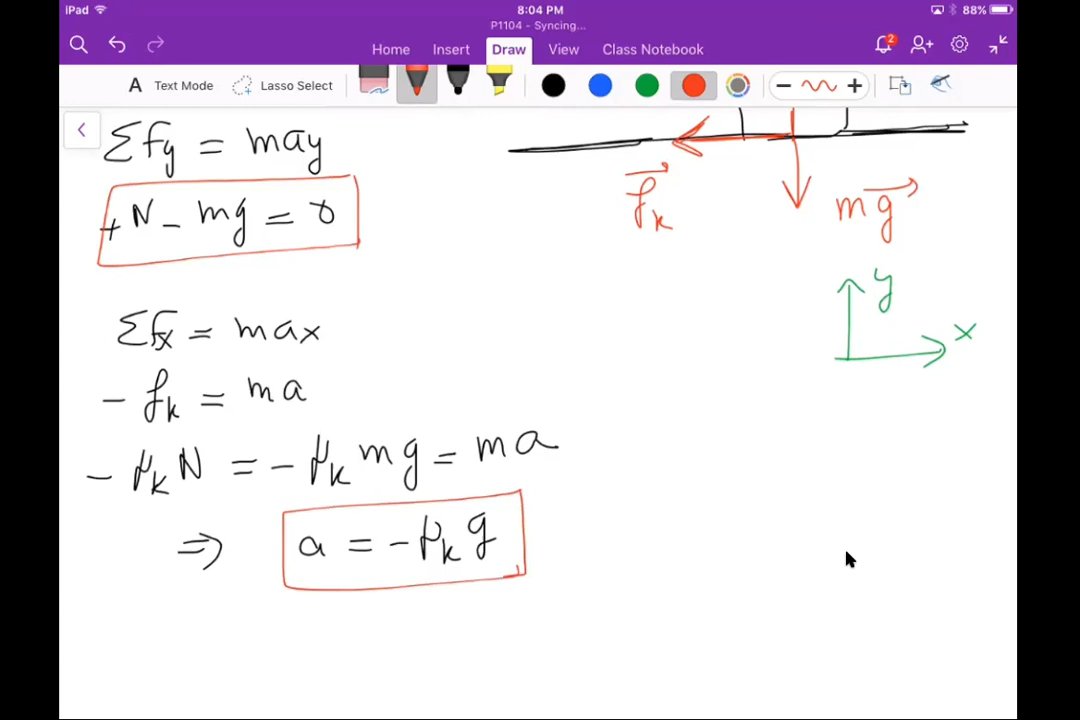 iPad 8:04 PM 88%
P1104 - Syncing...
Home Insert Draw View Class Notebook 2
A Text Mode Lasso Select
Σfy = may
+N - mg = 0
f⃗k
mg⃗
y
x
Σfx = max
- fk = ma
- μk N = - μk mg = ma
⇒ a = - μk g